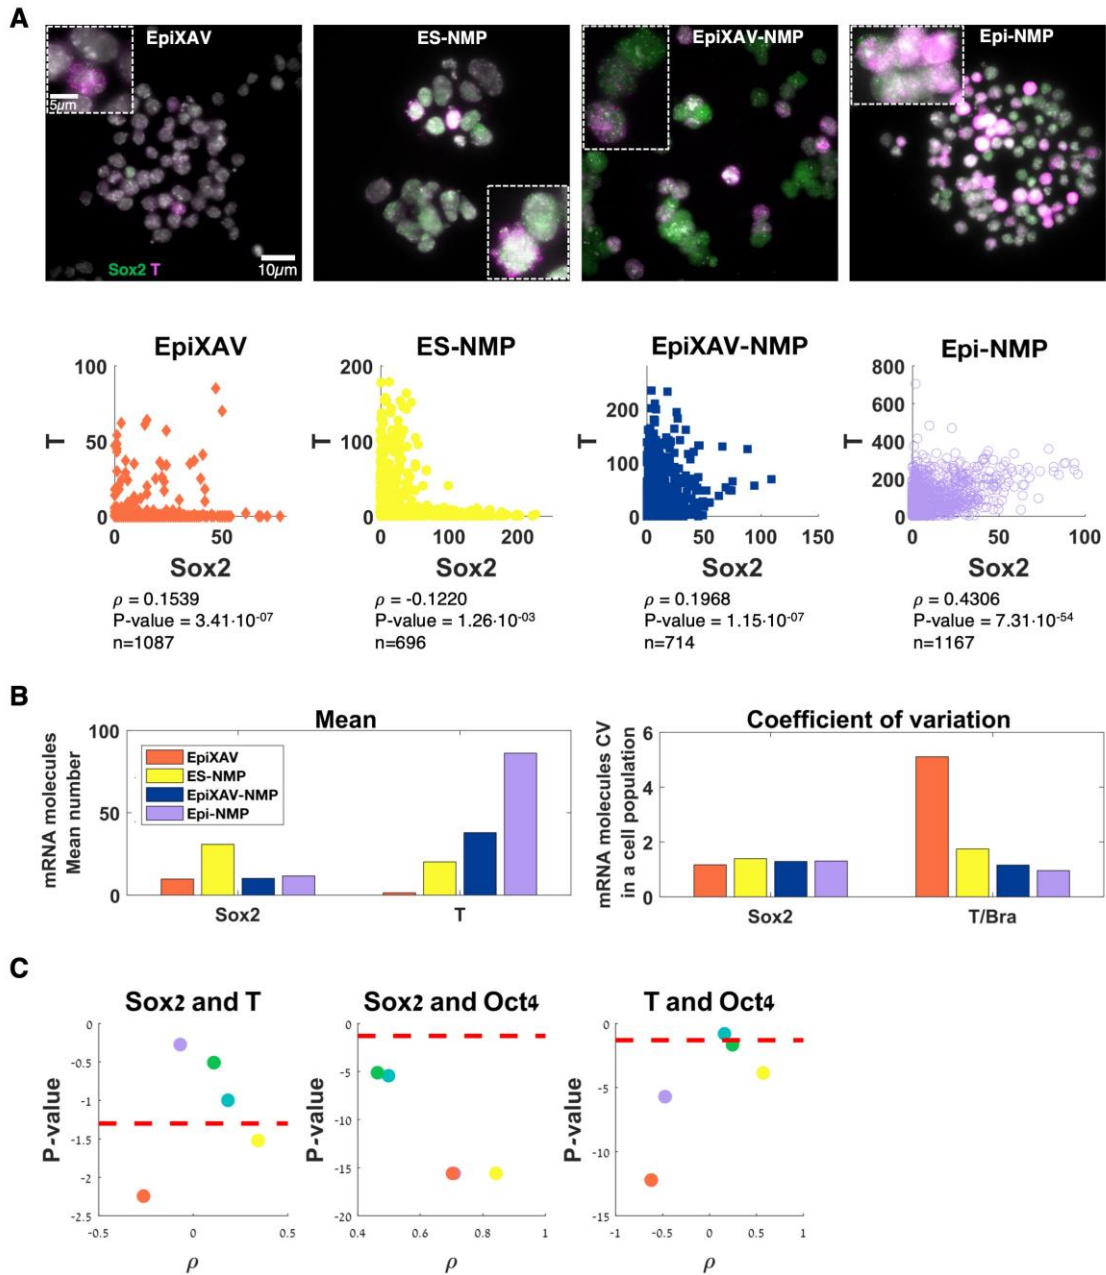 A
EpiXAV
ES-NMP
EpiXAV-NMP
Epi-NMP
5µm
Sox2 T
10µm
EpiXAV
ES-NMP
EpiXAV-NMP
Epi-NMP
100
50
0
T
0
50
Sox2
200
100
0
T
0
100
200
Sox2
200
100
0
T
0
50
100
150
Sox2
800
600
400
200
0
T
0
50
100
Sox2
ρ = 0.1539
P-value = 3.41·10⁻⁰⁷
n=1087
ρ = -0.1220
P-value = 1.26·10⁻⁰³
n=696
ρ = 0.1968
P-value = 1.15·10⁻⁰⁷
n=714
ρ = 0.4306
P-value = 7.31·10⁻⁵⁴
n=1167
B
Mean
mRNA molecules
Mean number
100
50
0
EpiXAV
ES-NMP
EpiXAV-NMP
Epi-NMP
Sox2
T
Coefficient of variation
mRNA molecules CV
in a cell population
6
4
2
0
Sox2
T/Bra
C
Sox2 and T
P-value
0
-0.5
-1
-1.5
-2
-2.5
-0.5
0
0.5
ρ
Sox2 and Oct4
P-value
0
-5
-10
-15
-20
0.4
0.6
0.8
1
ρ
T and Oct4
P-value
0
-5
-10
-15
-1
-0.5
0
0.5
1
ρ